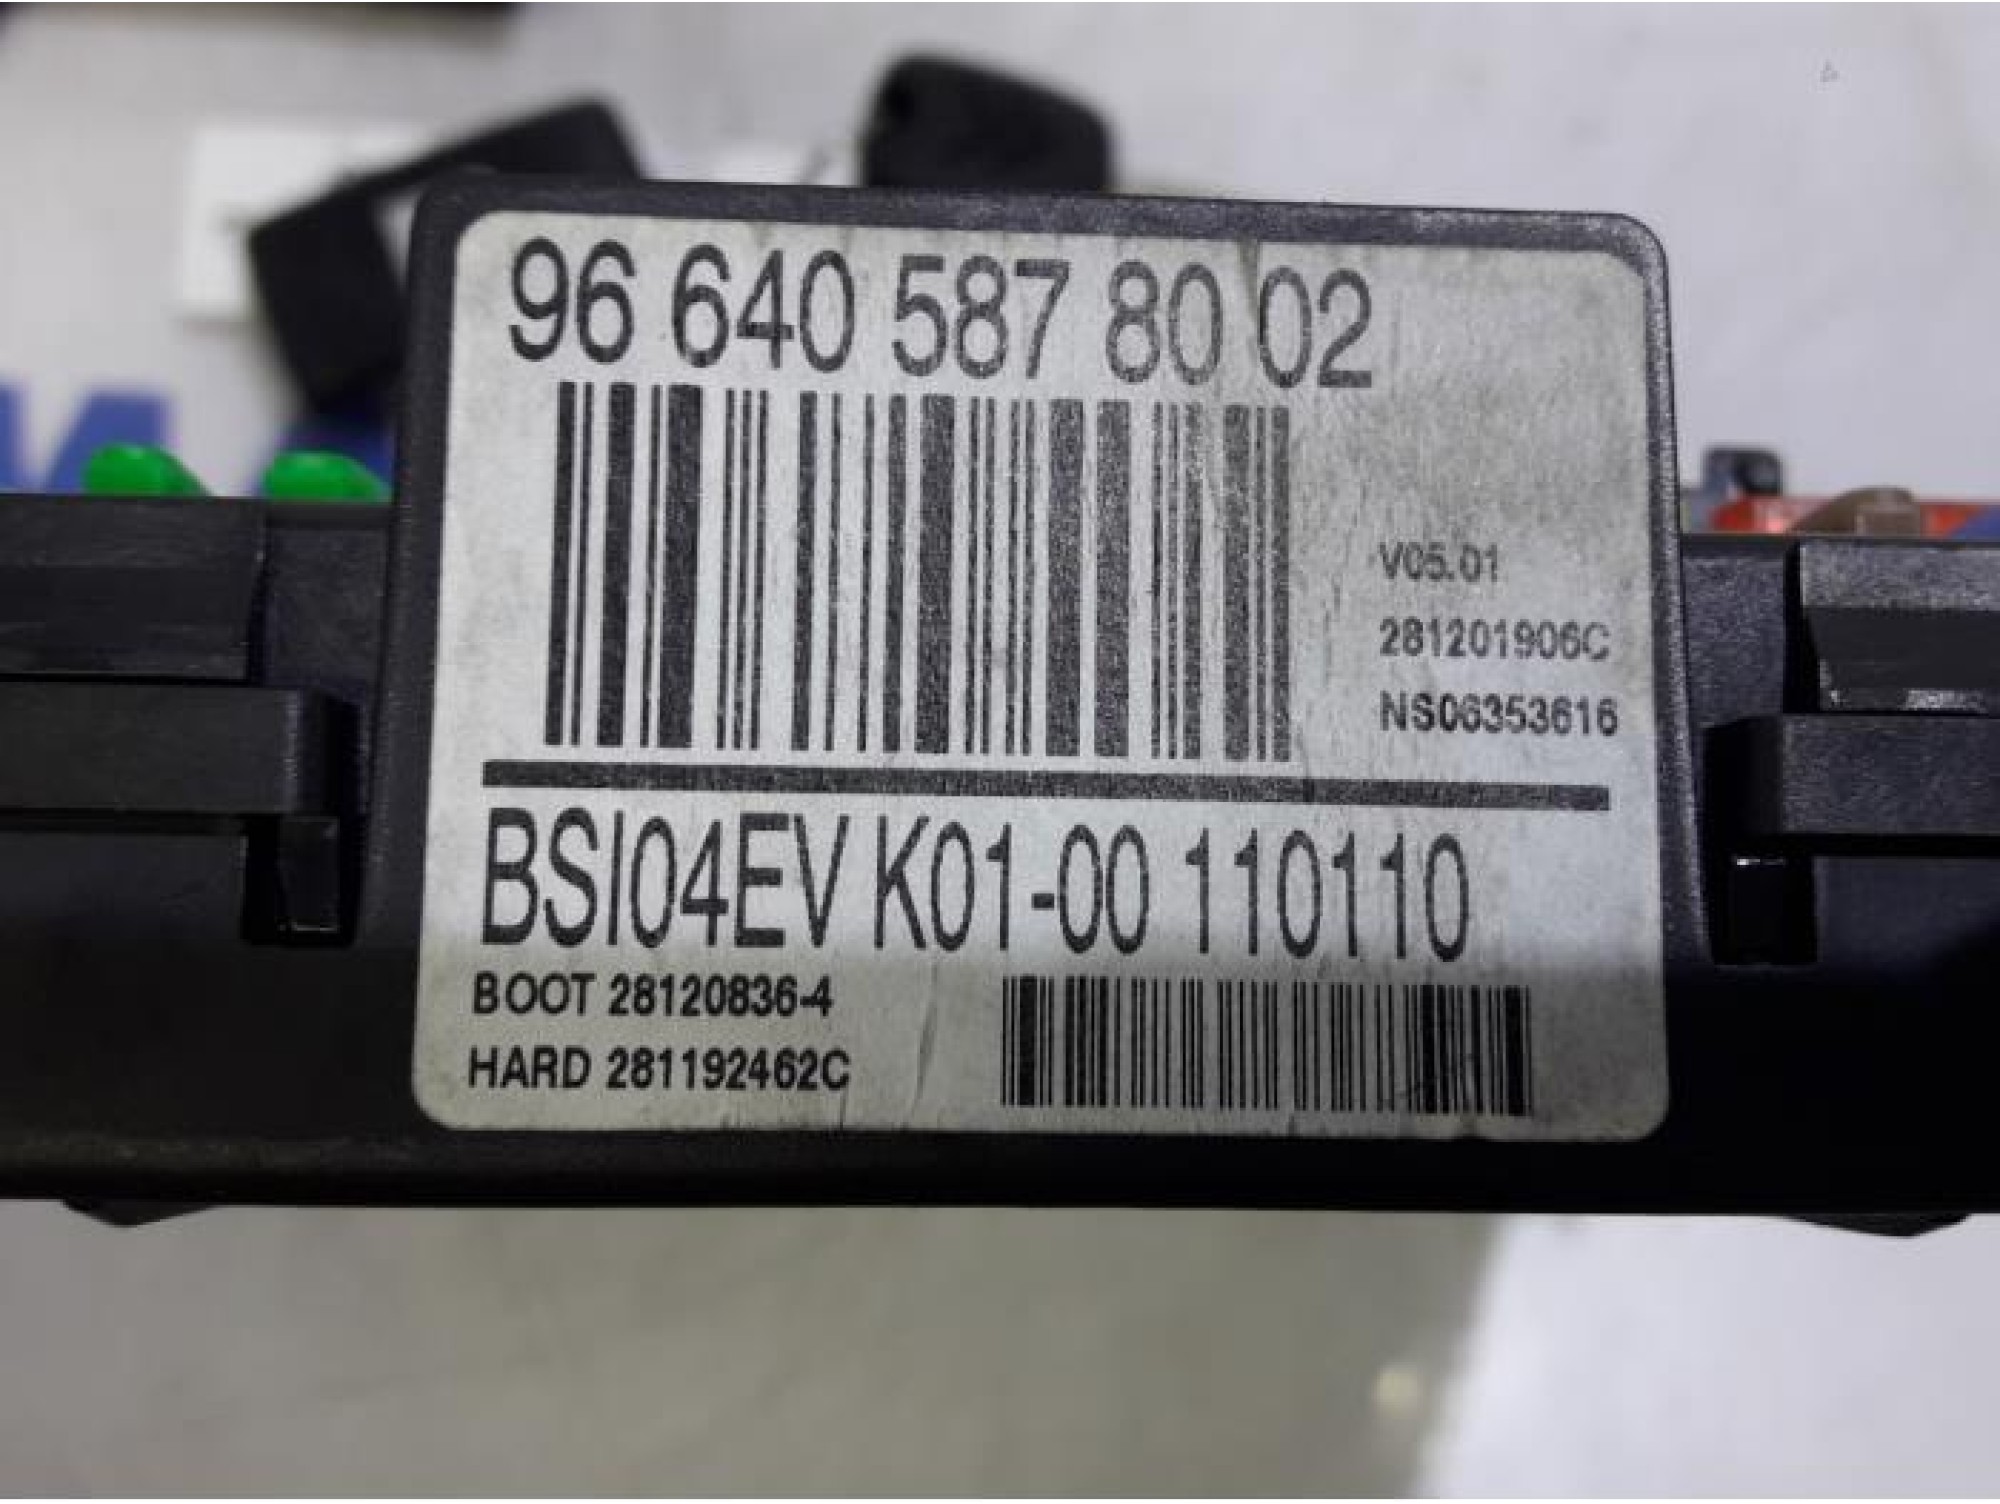 96 640 587 80 02
V05.01
281201906C
NS06353616
BSI04EV K01-00 110110
BOOT 28120836-4
HARD 281192462C